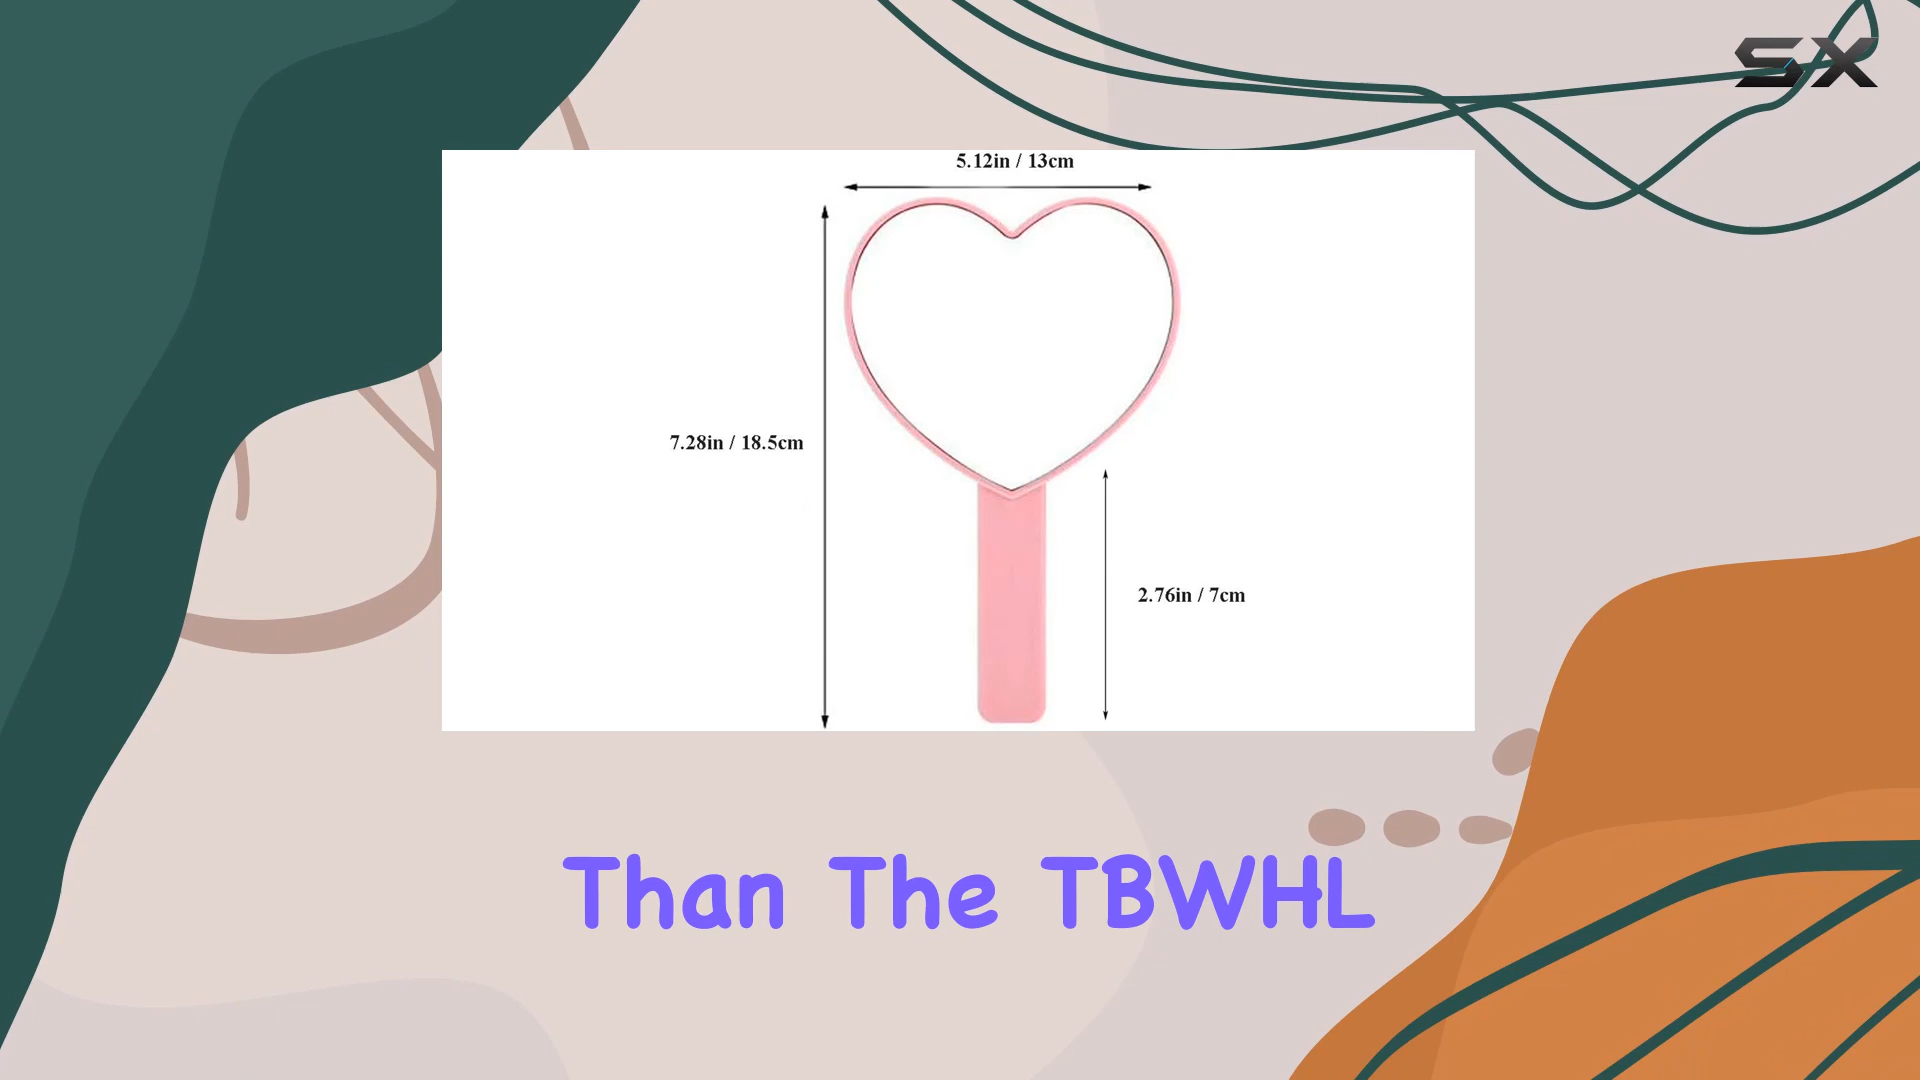 SX
5.12in / 13cm
7.28in / 18.5cm
2.76in / 7cm
Than The TBWHL